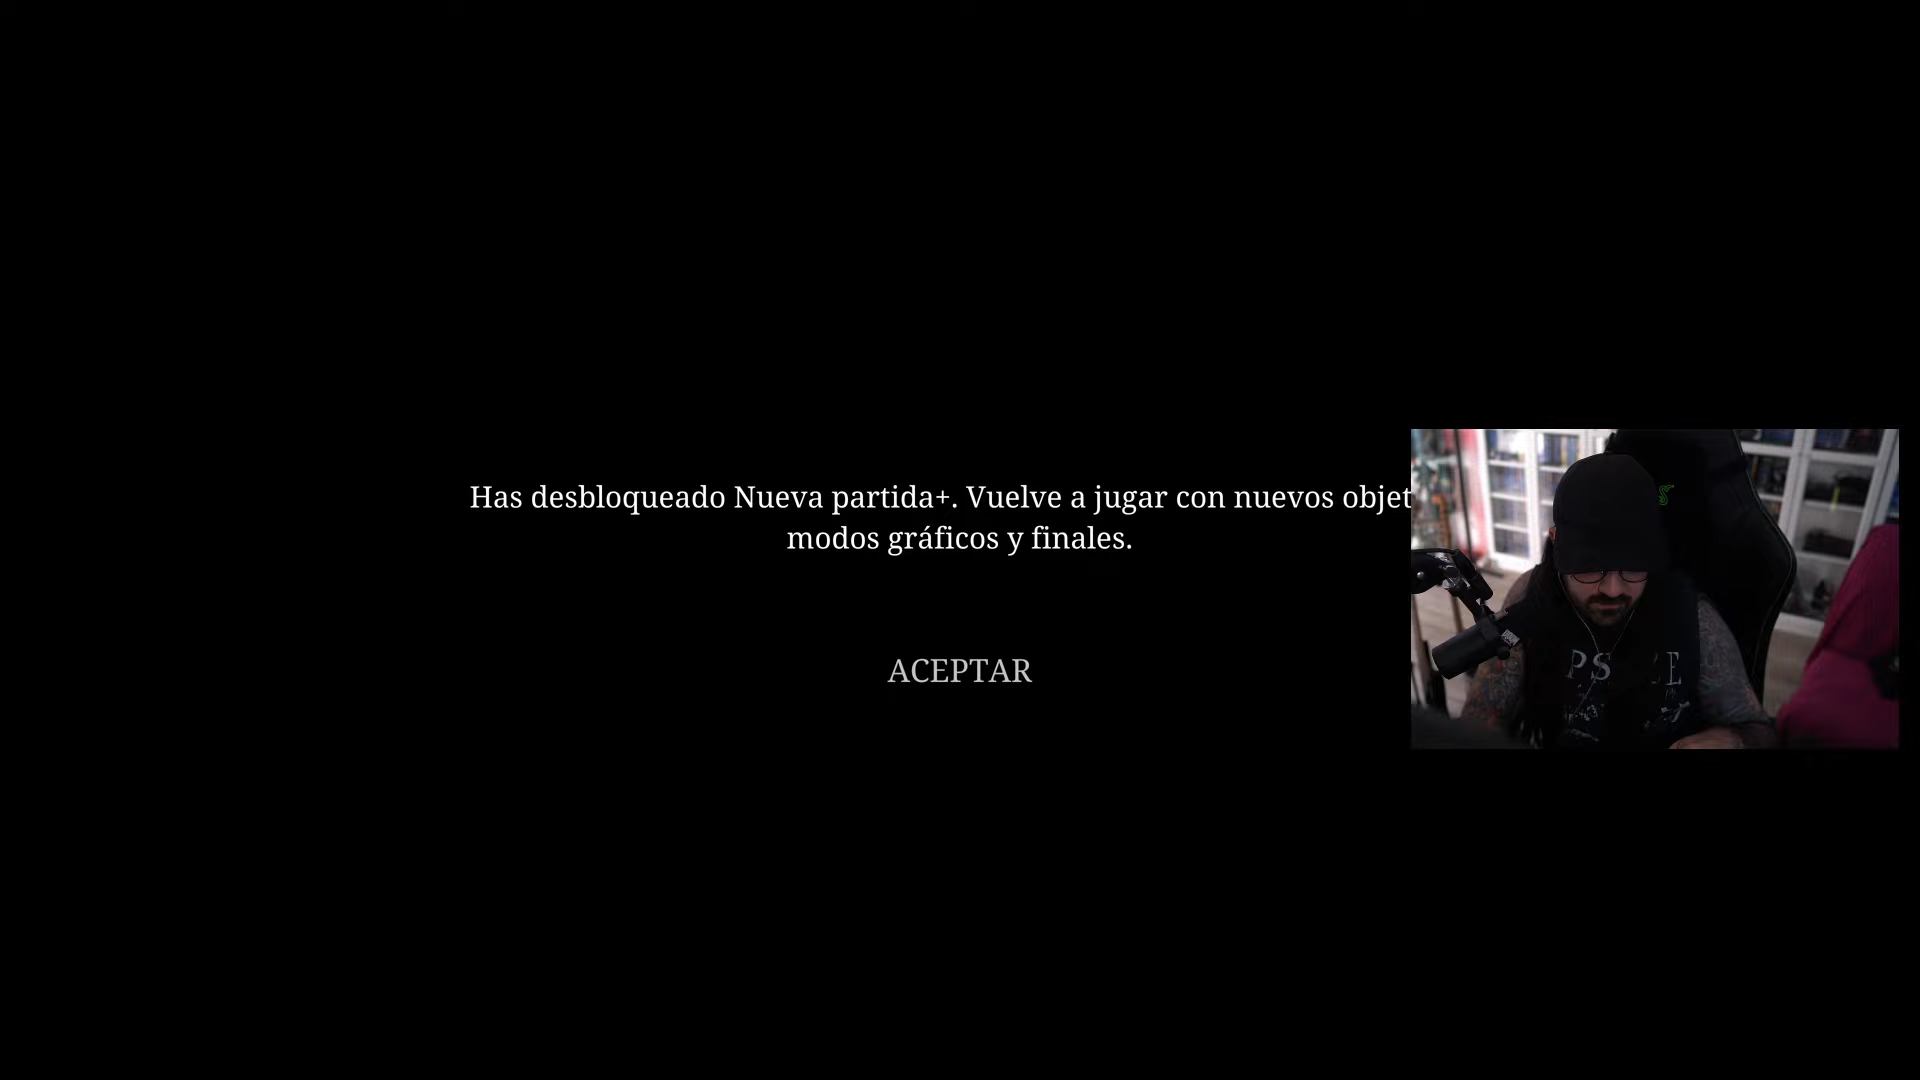 Has desbloqueado Nueva partida+. Vuelve a jugar con nuevos objet
modos gráficos y finales.
ACEPTAR